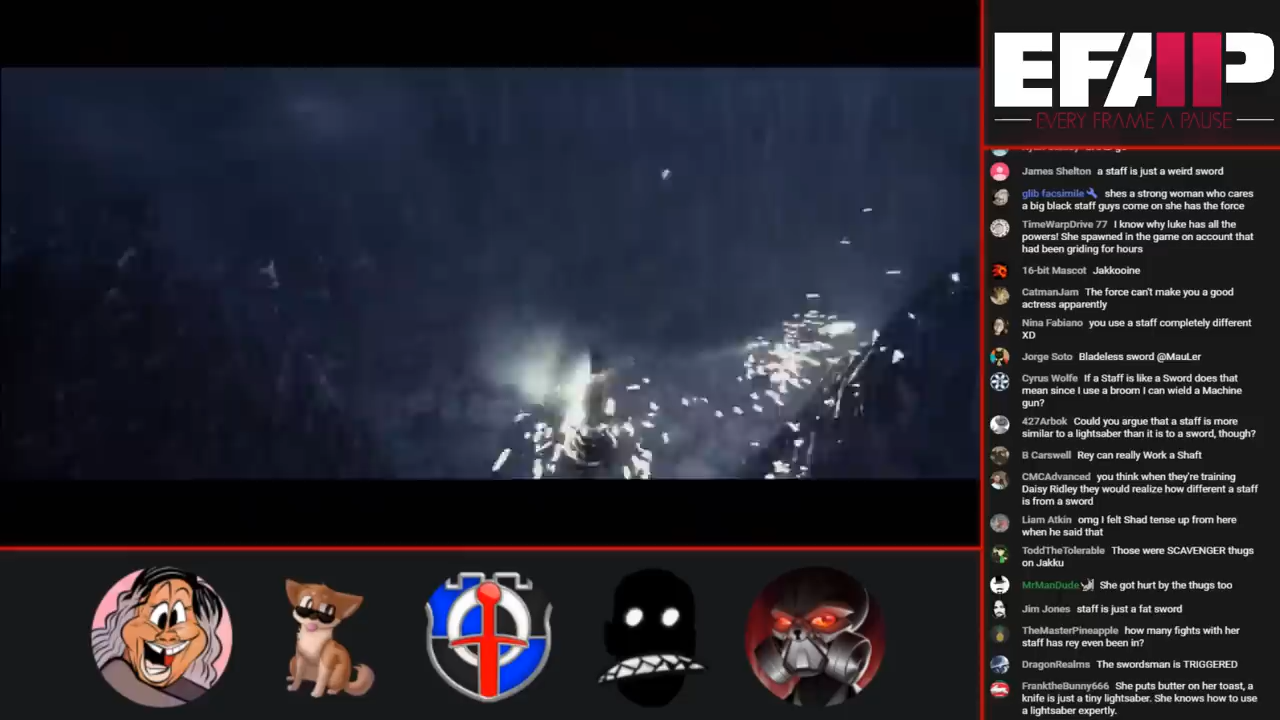 EFAP
EVERY FRAME A PAUSE
James Shelton a staff is just a weird sword
glib facsimile shes a strong woman who cares
a big black staff guys come on she has the force
TimeWarpDrive 77 I know why luke has all the
powers! She spawned in the game on account that
had been griding for hours
16-bit Mascot Jakkooine
CatmanJam The force can't make you a good
actress apparently
Nina Fabiano you use a staff completely different
XD
Jorge Soto Bladeless sword @MauLer
Cyrus Wolfe If a Staff is like a Sword does that
mean since I use a broom I can wield a Machine
gun?
427Arbok Could you argue that a staff is more
similar to a lightsaber than it is to a sword, though?
B Carswell Rey can really Work a Shaft
CMCAdvanced you think when they're training
Daisy Ridley they would realize how different a staff
is from a sword
Liam Atkin omg I felt Shad tense up from here
when he said that
ToddTheTolerable Those were SCAVENGER thugs
on Jakku
MrManDude She got hurt by the thugs too
Jim Jones staff is just a fat sword
TheMasterPineapple how many fights with her
staff has rey even been in?
DragonRealms The swordsman is TRIGGERED
FranktheBunny666 She puts butter on her toast, a
knife is just a tiny lightsaber. She knows how to use
a lightsaber expertly.